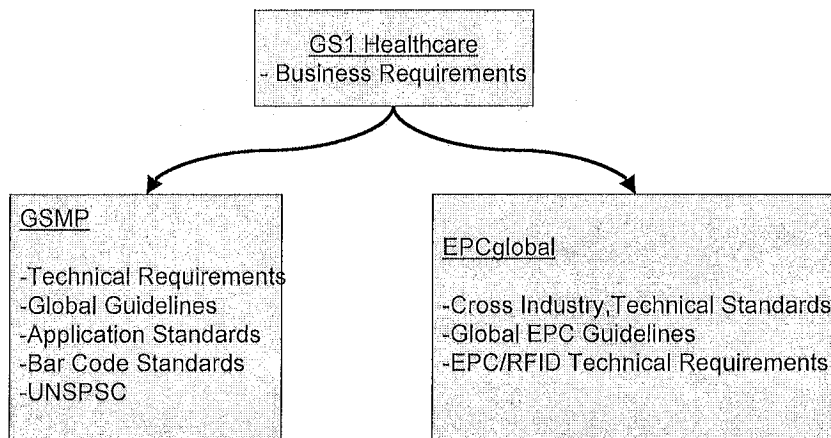 GS1 Healthcare
- Business Requirements
GSMP
-Technical Requirements
-Global Guidelines
-Application Standards
-Bar Code Standards
-UNSPSC
EPCglobal
-Cross Industry,Technical Standards
-Global EPC Guidelines
-EPC/RFID Technical Requirements